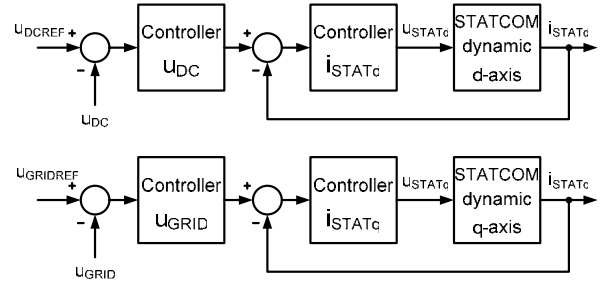 uDCREF
+
-
uDC
Controller
uDC
+
-
Controller
iSTATd
uSTATd
STATCOM
dynamic
d-axis
iSTATd
uGRIDREF
+
-
uGRID
Controller
uGRID
+
-
Controller
iSTATq
uSTATq
STATCOM
dynamic
q-axis
iSTATq